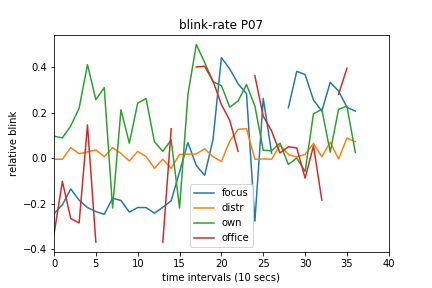 blink-rate P07
relative blink
0.4
0.2
0.0
−0.2
−0.4
focus
distr
own
office
0 5 10 15 20 25 30 35 40
time intervals (10 secs)